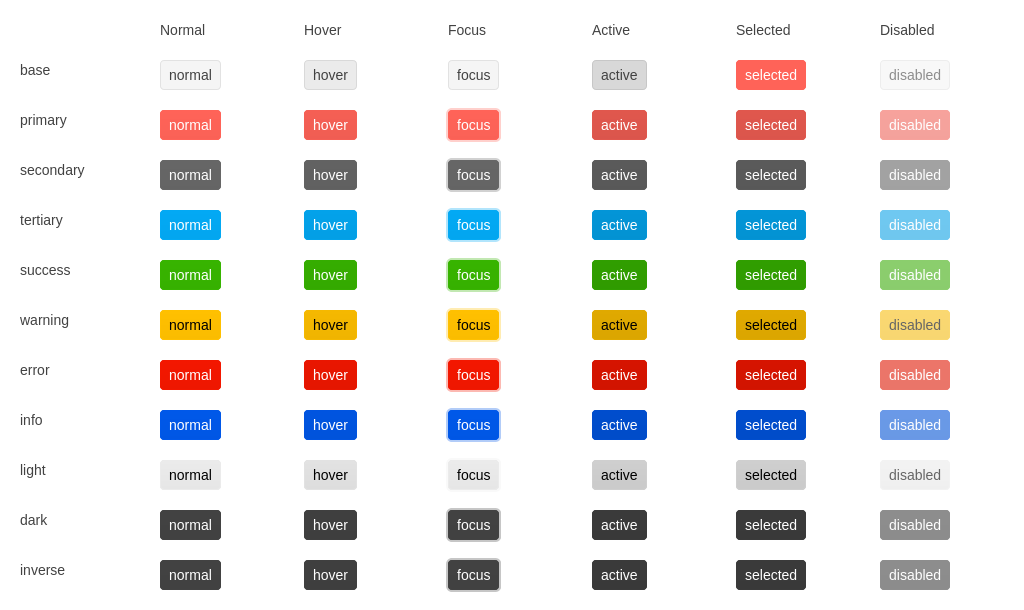 Normal Hover Focus Active Selected Disabled
base normal hover focus active selected disabled
primary normal hover focus active selected disabled
secondary normal hover focus active selected disabled
tertiary normal hover focus active selected disabled
success normal hover focus active selected disabled
warning normal hover focus active selected disabled
error normal hover focus active selected disabled
info normal hover focus active selected disabled
light normal hover focus active selected disabled
dark normal hover focus active selected disabled
inverse normal hover focus active selected disabled